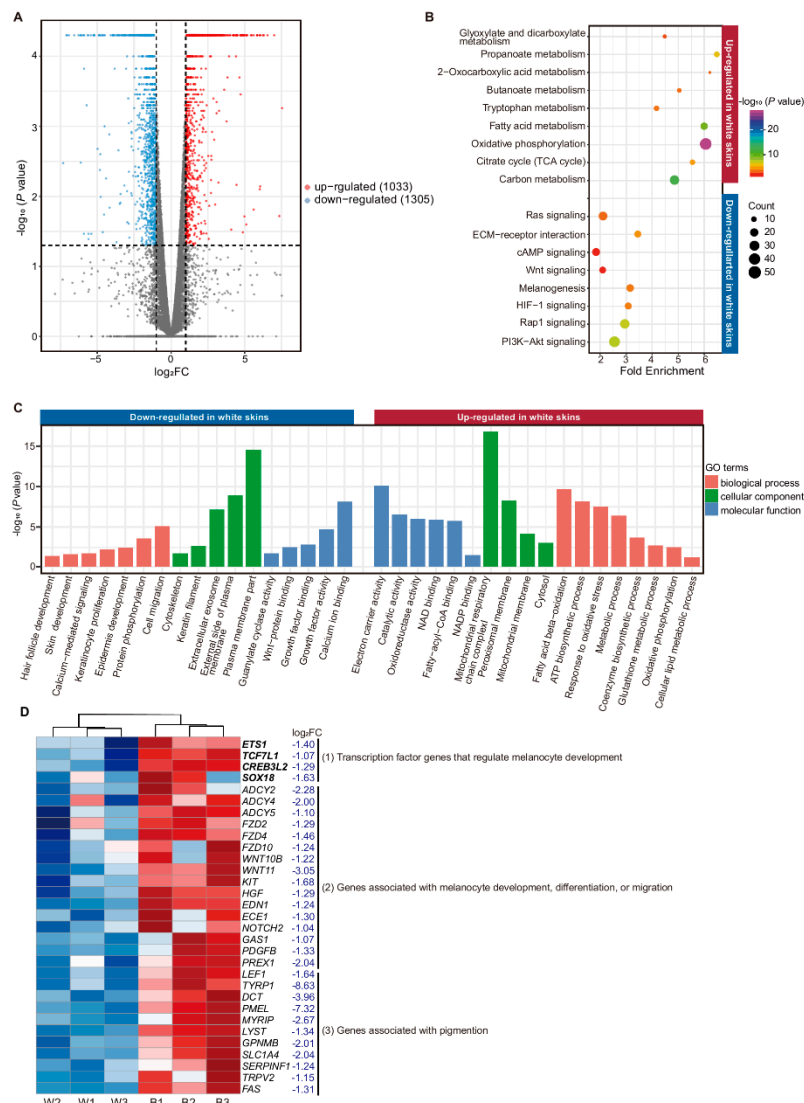 A
-4
-3
-2
-1
0
-log₁₀ (P value)
−5
0
5
log₂FC
up-rgulated (1033)
down-regulated (1305)
B
Glyoxylate and dicarboxylate
metabolism
Propanoate metabolism
2−Oxocarboxylic acid metabolism
Butanoate metabolism
Tryptophan metabolism
Fatty acid metabolism
Oxidative phosphorylation
Citrate cycle (TCA cycle)
Carbon metabolism
Ras signaling
ECM−receptor interaction
cAMP signaling
Wnt signaling
Melanogenesis
HIF−1 signaling
Rap1 signaling
PI3K−Akt signaling
2
3
4
5
6
Fold Enrichment
Up-regulated in white skins
Down-regullarted in white skins
-log₁₀ (P value)
20
10
Count
10
20
30
40
50
C
Down-regullated in white skins
Up-regullated in white skins
15
10
5
0
-log₁₀ (P value)
GO terms
biological process
cellular component
molecular function
Hair follicle development
Skin development
Calcium−mediated signaling
Keratinocyte proliferation
Epidermis development
Protein phosphorylation
Cell migration
Cytoskeleton
Keratin filament
Extracellular exosome
External side of plasma
membrane
Plasma membrane part
Guanylate cyclase activity
Wnt−protein binding
Growth factor binding
Growth factor activity
Calcium ion binding
Electron carrier activity
Catalytic activity
Oxidoreductase activity
NAD binding
Fatty−acyl−CoA binding
NADP binding
Mitochondrial respiratory
chain complexI
Peroxisomal membrane
Mitochondrial membrane
Cytosol
Fatty acid beta−oxidation
ATP biosynthetic process
Response to oxidative stress
Metabolic process
Coenzyme biosynthetic process
Glutathione metabolic process
Oxidative phosphorylation
Cellular lipid metabolic process
D
log₂FC
ETS1 -1.40
TCF7L1 -1.07
CREB3L2 -1.29
SOX18 -1.63
ADCY2 -2.28
ADCY4 -2.00
ADCY5 -1.10
FZD2 -1.29
FZD4 -1.46
FZD10 -1.24
WNT10B -1.22
WNT11 -3.05
KIT -1.68
HGF -1.29
EDN1 -1.24
ECE1 -1.30
NOTCH2 -1.04
GAS1 -1.07
PDGFB -1.33
PREX1 -2.04
LEF1 -1.64
TYRP1 -8.63
DCT -3.96
PMEL -7.32
MYRIP -2.67
LYST -1.34
GPNMB -2.01
SLC1A4 -2.04
SERPINF1 -1.24
TRPV2 -1.15
FAS -1.31
(1) Transcription factor genes that regulate melanocyte development
(2) Genes associated with melanocyte development, differentiation, or migration
(3) Genes associated with pigmention
W2 W1 W3 B1 B2 B3